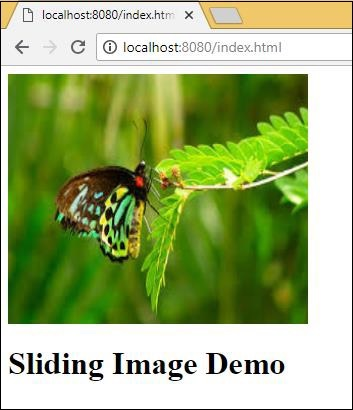 localhost:8080/index.htm
localhost:8080/index.html
Sliding Image Demo